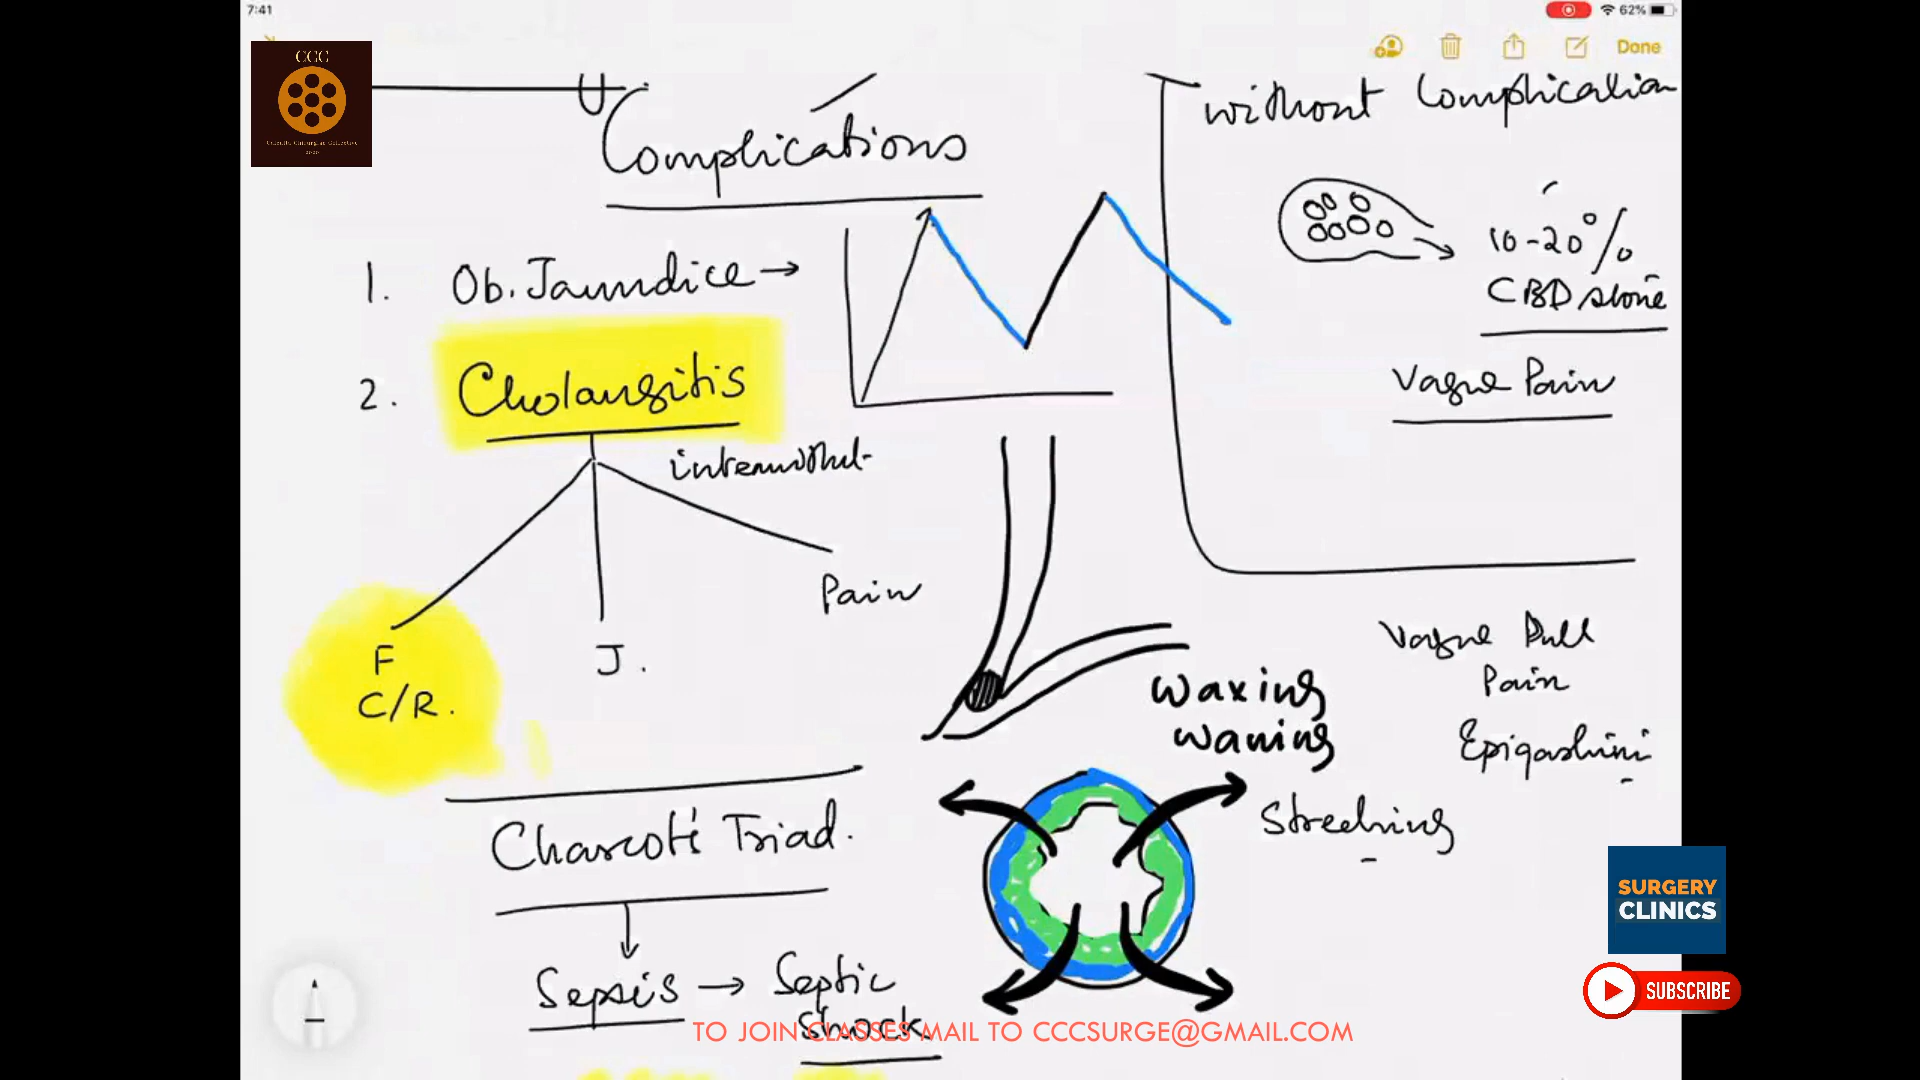 7:41
62%
Done
CCC
2020
Complications
without Complication
10-20%
CBD stone
Vague Pain
1. Ob. Jaundice →
2. Cholangitis
Pain
F
C/R.
J.
Vague Dull
Pain
Waxing
waning
Charcot's Triad.
Sepsis → Septic
Shock
SURGERY
CLINICS
SUBSCRIBE
TO JOIN CLASSES MAIL TO CCCSURGE@GMAIL.COM